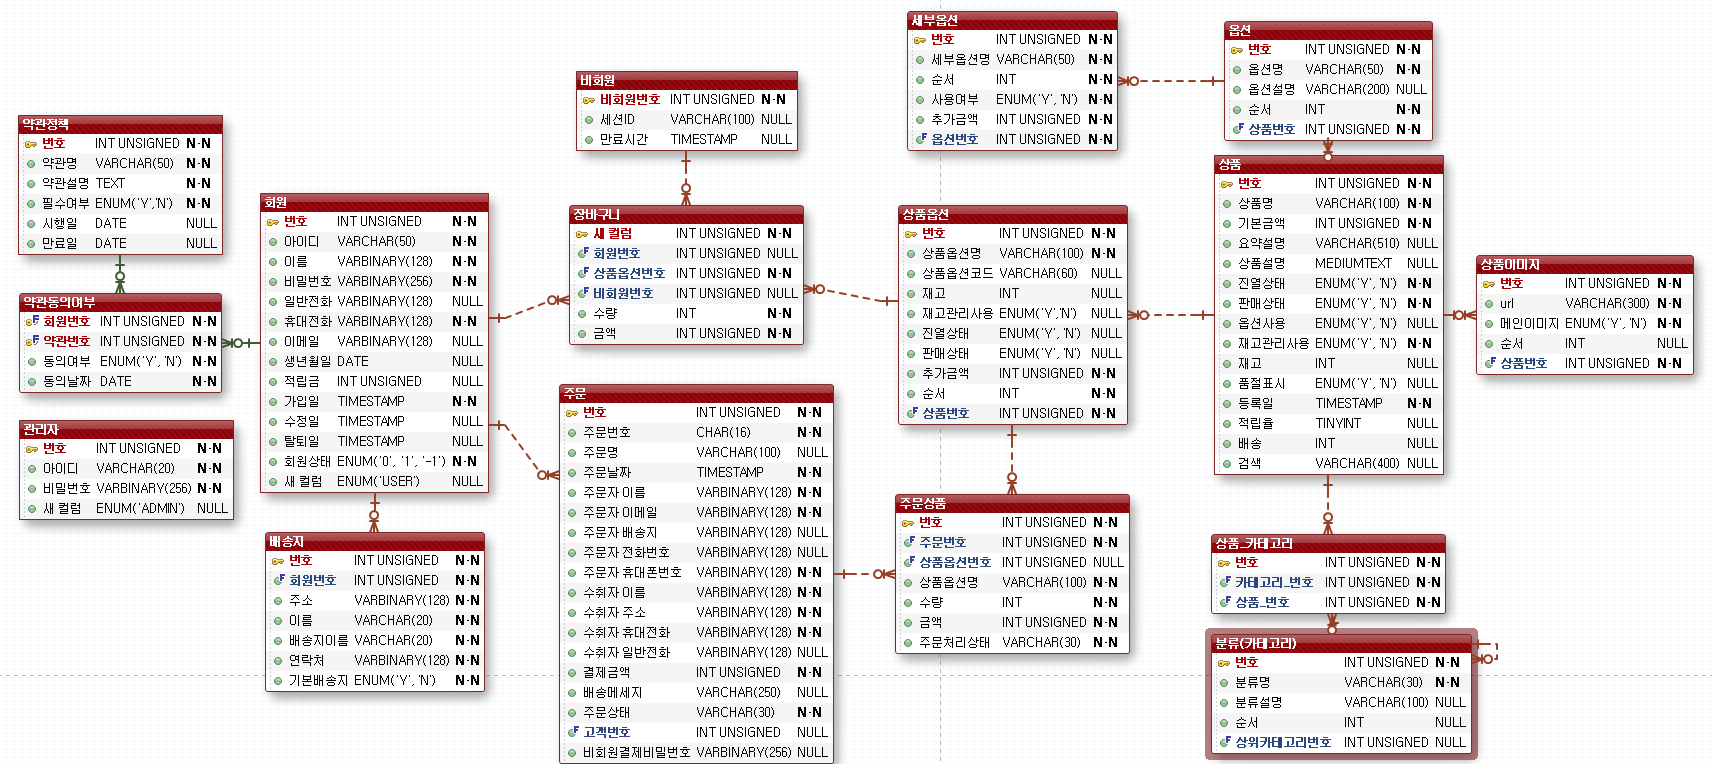 약관정책
번호 INT UNSIGNED N-N
약관명 VARCHAR(50) N-N
약관설명 TEXT N-N
필수여부 ENUM('Y','N') N-N
시행일 DATE NULL
만료일 DATE NULL
약관동의여부
회원번호 INT UNSIGNED N-N
약관번호 INT UNSIGNED N-N
동의여부 ENUM('Y', 'N') N-N
동의날짜 DATE N-N
관리자
번호 INT UNSIGNED N-N
아이디 VARCHAR(20) N-N
비밀번호 VARBINARY(256) N-N
새 컬럼 ENUM('ADMIN') NULL
회원
번호 INT UNSIGNED N-N
아이디 VARCHAR(50) N-N
이름 VARBINARY(128) N-N
비밀번호 VARBINARY(256) N-N
일반전화 VARBINARY(128) NULL
휴대전화 VARBINARY(128) N-N
이메일 VARBINARY(128) NULL
생년월일 DATE NULL
적립금 INT UNSIGNED NULL
가입일 TIMESTAMP N-N
수정일 TIMESTAMP NULL
탈퇴일 TIMESTAMP NULL
회원상태 ENUM('0', '1', '-1') N-N
새 컬럼 ENUM('USER') NULL
배송지
번호 INT UNSIGNED N-N
회원번호 INT UNSIGNED N-N
주소 VARBINARY(128) N-N
이름 VARCHAR(20) N-N
배송지이름 VARCHAR(20) N-N
연락처 VARBINARY(128) N-N
기본배송지 ENUM('Y', 'N') N-N
비회원
비회원번호 INT UNSIGNED N-N
세션ID VARCHAR(100) NULL
만료시간 TIMESTAMP NULL
장바구니
새 컬럼 INT UNSIGNED N-N
회원번호 INT UNSIGNED NULL
상품옵션번호 INT UNSIGNED N-N
비회원번호 INT UNSIGNED NULL
수량 INT N-N
금액 INT UNSIGNED N-N
주문
번호 INT UNSIGNED N-N
주문번호 CHAR(16) N-N
주문명 VARCHAR(100) NULL
주문날짜 TIMESTAMP N-N
주문자 이름 VARBINARY(128) N-N
주문자 이메일 VARBINARY(128) N-N
주문자 배송지 VARBINARY(128) NULL
주문자 전화번호 VARBINARY(128) NULL
주문자 휴대폰번호 VARBINARY(128) N-N
수취자 이름 VARBINARY(128) N-N
수취자 주소 VARBINARY(128) N-N
수취자 휴대전화 VARBINARY(128) N-N
수취자 일반전화 VARBINARY(128) NULL
결제금액 INT UNSIGNED N-N
배송메세지 VARCHAR(250) NULL
주문상태 VARCHAR(30) N-N
고객번호 INT UNSIGNED NULL
비회원결제비밀번호 VARBINARY(256) NULL
세부옵션
번호 INT UNSIGNED N-N
세부옵션명 VARCHAR(50) N-N
순서 INT N-N
사용여부 ENUM('Y', 'N') N-N
추가금액 INT UNSIGNED N-N
옵션번호 INT UNSIGNED N-N
상품옵션
번호 INT UNSIGNED N-N
상품옵션명 VARCHAR(100) N-N
상품옵션코드 VARCHAR(60) NULL
재고 INT NULL
재고관리사용 ENUM('Y','N') NULL
진열상태 ENUM('Y', 'N') NULL
판매상태 ENUM('Y', 'N') NULL
추가금액 INT UNSIGNED N-N
순서 INT N-N
상품번호 INT UNSIGNED N-N
주문상품
번호 INT UNSIGNED N-N
주문번호 INT UNSIGNED N-N
상품옵션번호 INT UNSIGNED NULL
상품옵션명 VARCHAR(100) N-N
수량 INT N-N
금액 INT UNSIGNED N-N
주문처리상태 VARCHAR(30) N-N
옵션
번호 INT UNSIGNED N-N
옵션명 VARCHAR(50) N-N
옵션설명 VARCHAR(200) NULL
순서 INT N-N
상품번호 INT UNSIGNED N-N
상품
번호 INT UNSIGNED N-N
상품명 VARCHAR(100) N-N
기본금액 INT UNSIGNED N-N
요약설명 VARCHAR(510) NULL
상품설명 MEDIUMTEXT NULL
진열상태 ENUM('Y', 'N') N-N
판매상태 ENUM('Y', 'N') N-N
옵션사용 ENUM('Y', 'N') NULL
재고관리사용 ENUM('Y', 'N') N-N
재고 INT NULL
품절표시 ENUM('Y', 'N') NULL
등록일 TIMESTAMP N-N
적립율 TINYINT NULL
배송 INT NULL
검색 VARCHAR(400) NULL
상품이미지
번호 INT UNSIGNED N-N
url VARCHAR(300) N-N
메인이미지 ENUM('Y', 'N') N-N
순서 INT NULL
상품번호 INT UNSIGNED N-N
상품_카테고리
번호 INT UNSIGNED N-N
카테고리_번호 INT UNSIGNED N-N
상품_번호 INT UNSIGNED N-N
분류(카테고리)
번호 INT UNSIGNED N-N
분류명 VARCHAR(30) N-N
분류설명 VARCHAR(100) NULL
순서 INT NULL
상위카테고리번호 INT UNSIGNED NULL